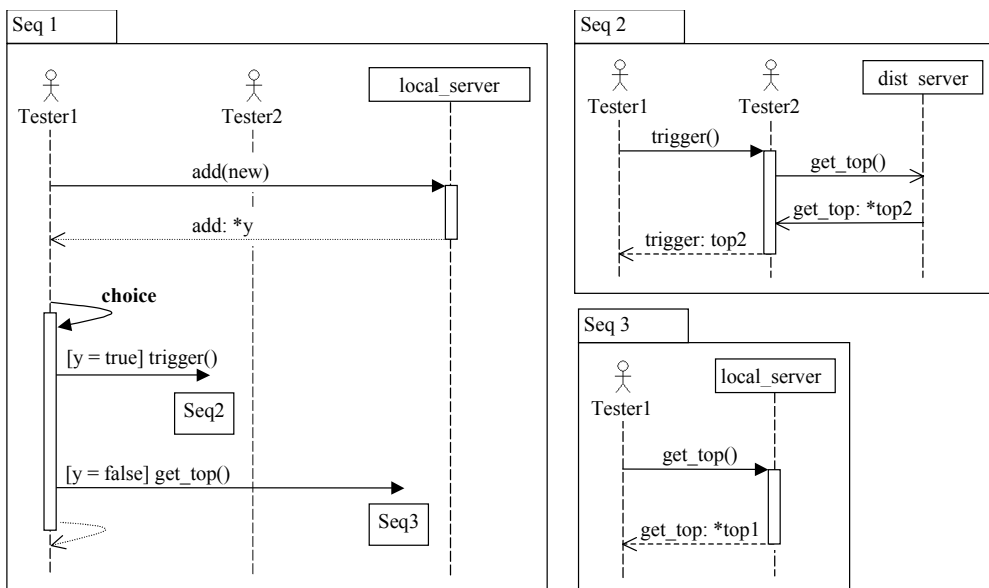 Seq 1
Tester1
Tester2
local_server
add(new)
add: *y
choice
[y = true] trigger()
Seq2
[y = false] get_top()
Seq3
Seq 2
Tester1
Tester2
dist_server
trigger()
get_top()
get_top: *top2
trigger: top2
Seq 3
Tester1
local_server
get_top()
get_top: *top1